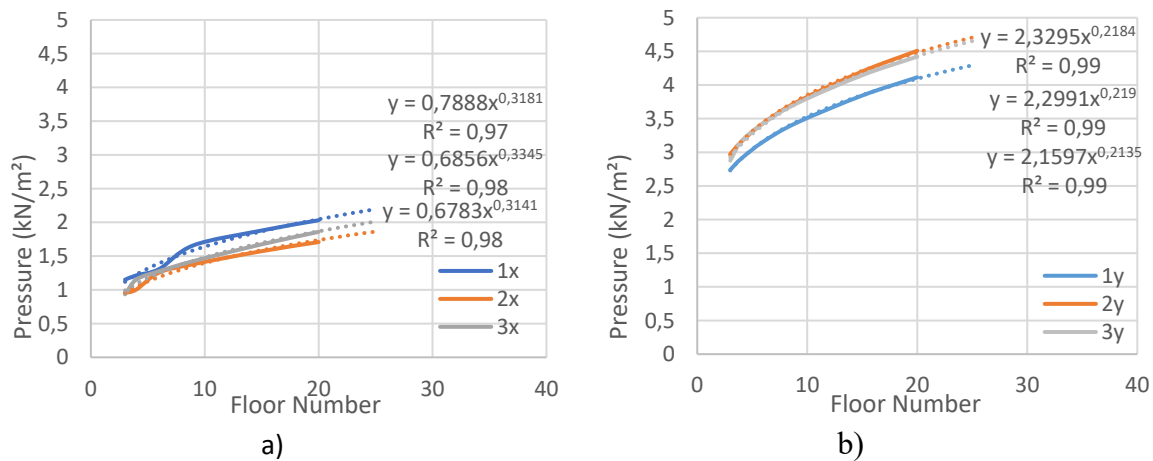 5
4,5
4
3,5
3
2,5
2
1,5
1
0,5
0
Pressure (kN/m²)
y = 0,7888x^0,3181
R² = 0,97
y = 0,6856x^0,3345
R² = 0,98
y = 0,6783x^0,3141
R² = 0,98
1x
2x
3x
0 10 20 30 40
Floor Number
a)
5
4,5
4
3,5
3
2,5
2
1,5
1
0,5
0
Pressure (kN/m²)
y = 2,3295x^0,2184
R² = 0,99
y = 2,2991x^0,219
R² = 0,99
y = 2,1597x^0,2135
R² = 0,99
1y
2y
3y
0 10 20 30 40
Floor Number
b)